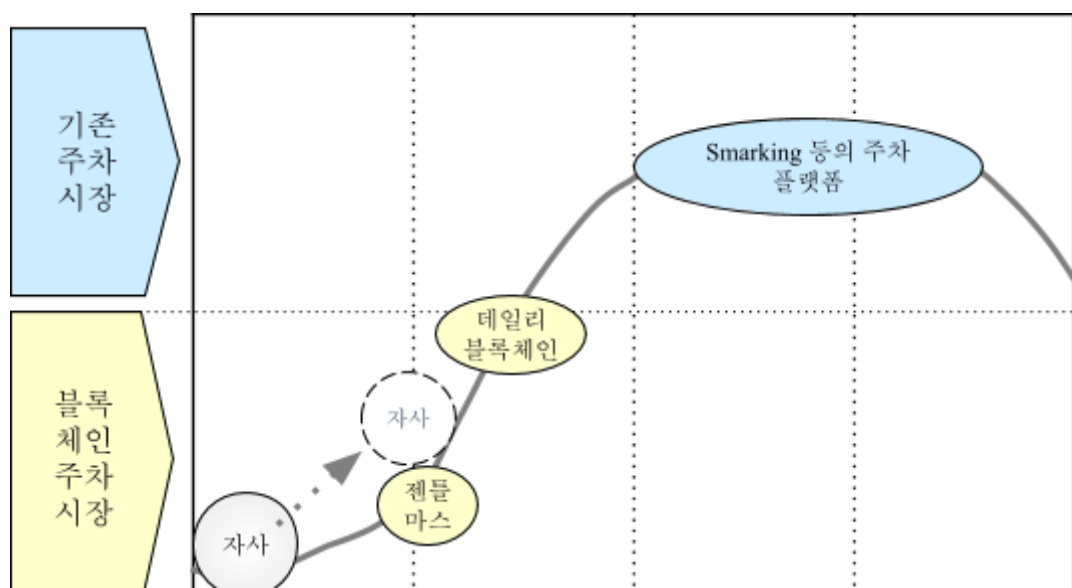 기존
주차
시장
Smarking 등의 주차
플랫폼
데일리
블록체인
블록
체인
주차
시장
자사
젠틀
마스
자사